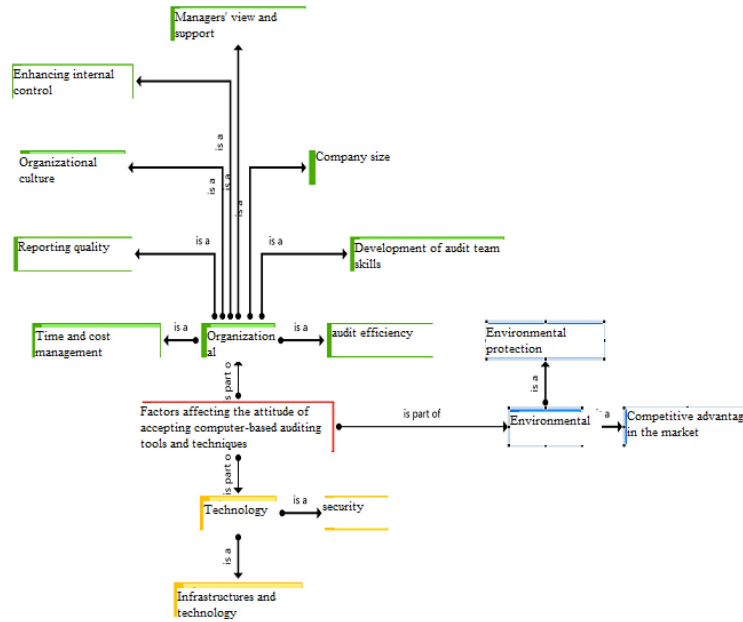 Managers' view and
support
Enhancing internal
control
is a
Organizational
culture
is a
is a
is a
Company size
Reporting quality
is a
is a
Development of audit team
skills
Time and cost
management
is a
Organization
al
is a
audit efficiency
Environmental
protection
is part o
is a
Factors affecting the attitude of
accepting computer-based auditing
tools and techniques
is part of
Environmental
a
Competitive advantag
in the market
is part o
Technology
is a
security
is a
Infrastructures and
technology